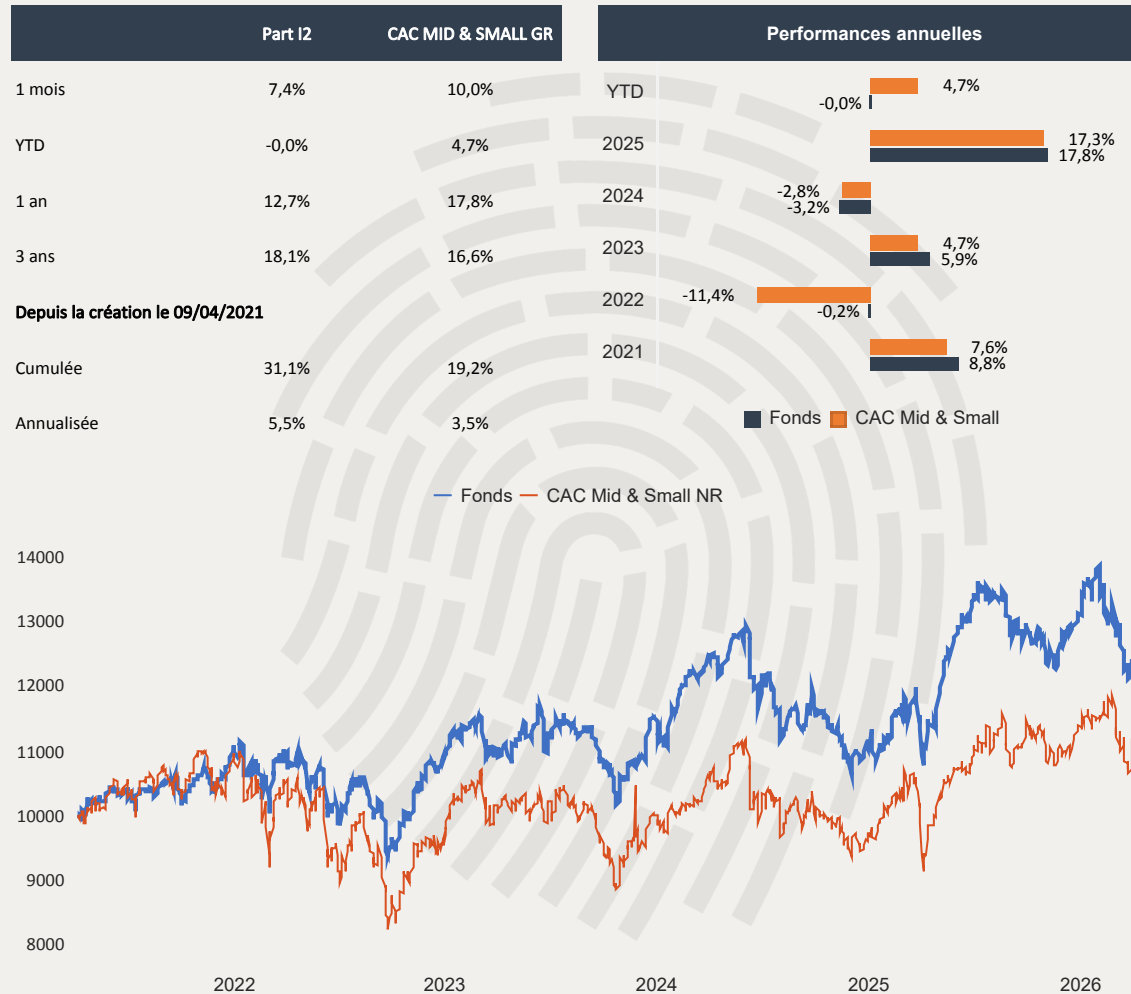 Part I2 CAC MID & SMALL GR
1 mois 7,4% 10,0%
YTD -0,0% 4,7%
1 an 12,7% 17,8%
3 ans 18,1% 16,6%
Depuis la création le 09/04/2021
Cumulée 31,1% 19,2%
Annualisée 5,5% 3,5%
Performances annuelles
YTD 4,7%
-0,0%
2025 17,3%
17,8%
2024 -2,8%
-3,2%
2023 4,7%
5,9%
2022 -11,4%
-0,2%
2021 7,6%
8,8%
Fonds CAC Mid & Small
Fonds CAC Mid & Small NR
14000
13000
12000
11000
10000
9000
8000
2022 2023 2024 2025 2026